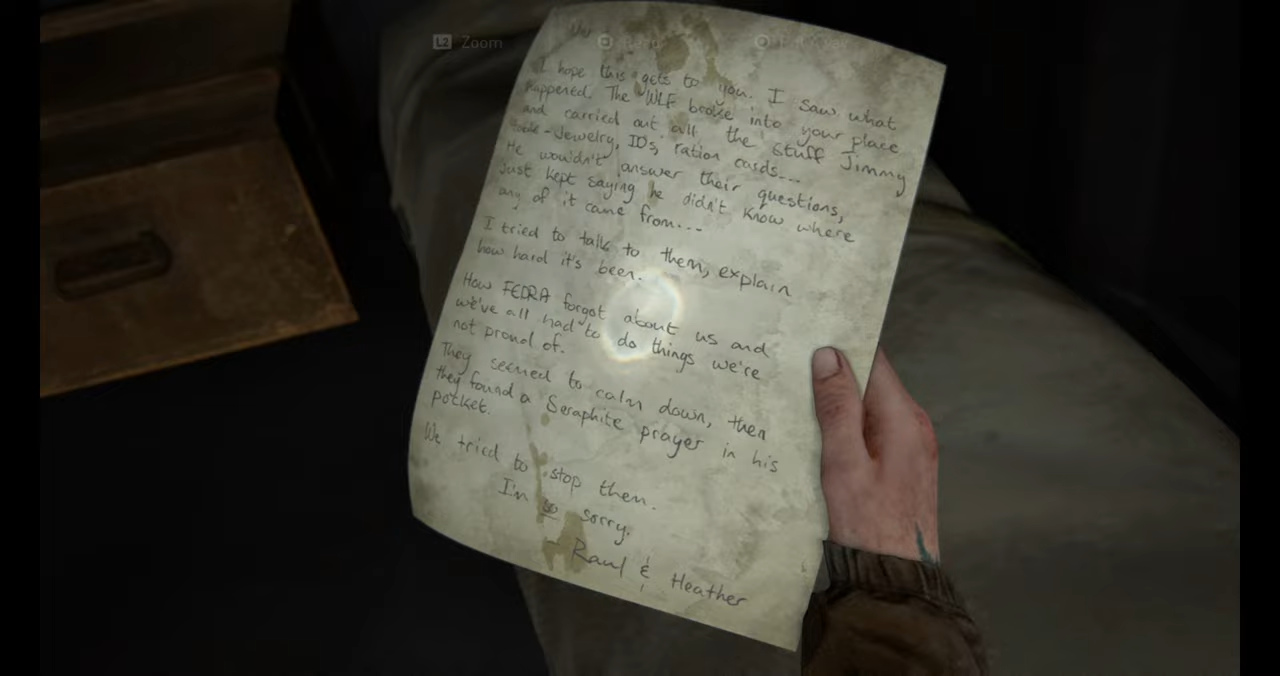 L2 Zoom
I hope this gets to you. I saw what
happened. The WLF broke into your place
and carried out all the stuff Jimmy
-Jewelry, IDs, ration cards...
He wouldn't answer their questions,
just kept saying he didn't know where
any of it came from...
I tried to talk to them, explain
how hard it's been.
How FEDRA forgot about us and
we've all had to do things we're
not proud of.
They seemed to calm down, then
they found a Seraphite prayer in his
pocket.
We tried to stop them.
I'm so sorry.
- Raul & Heather